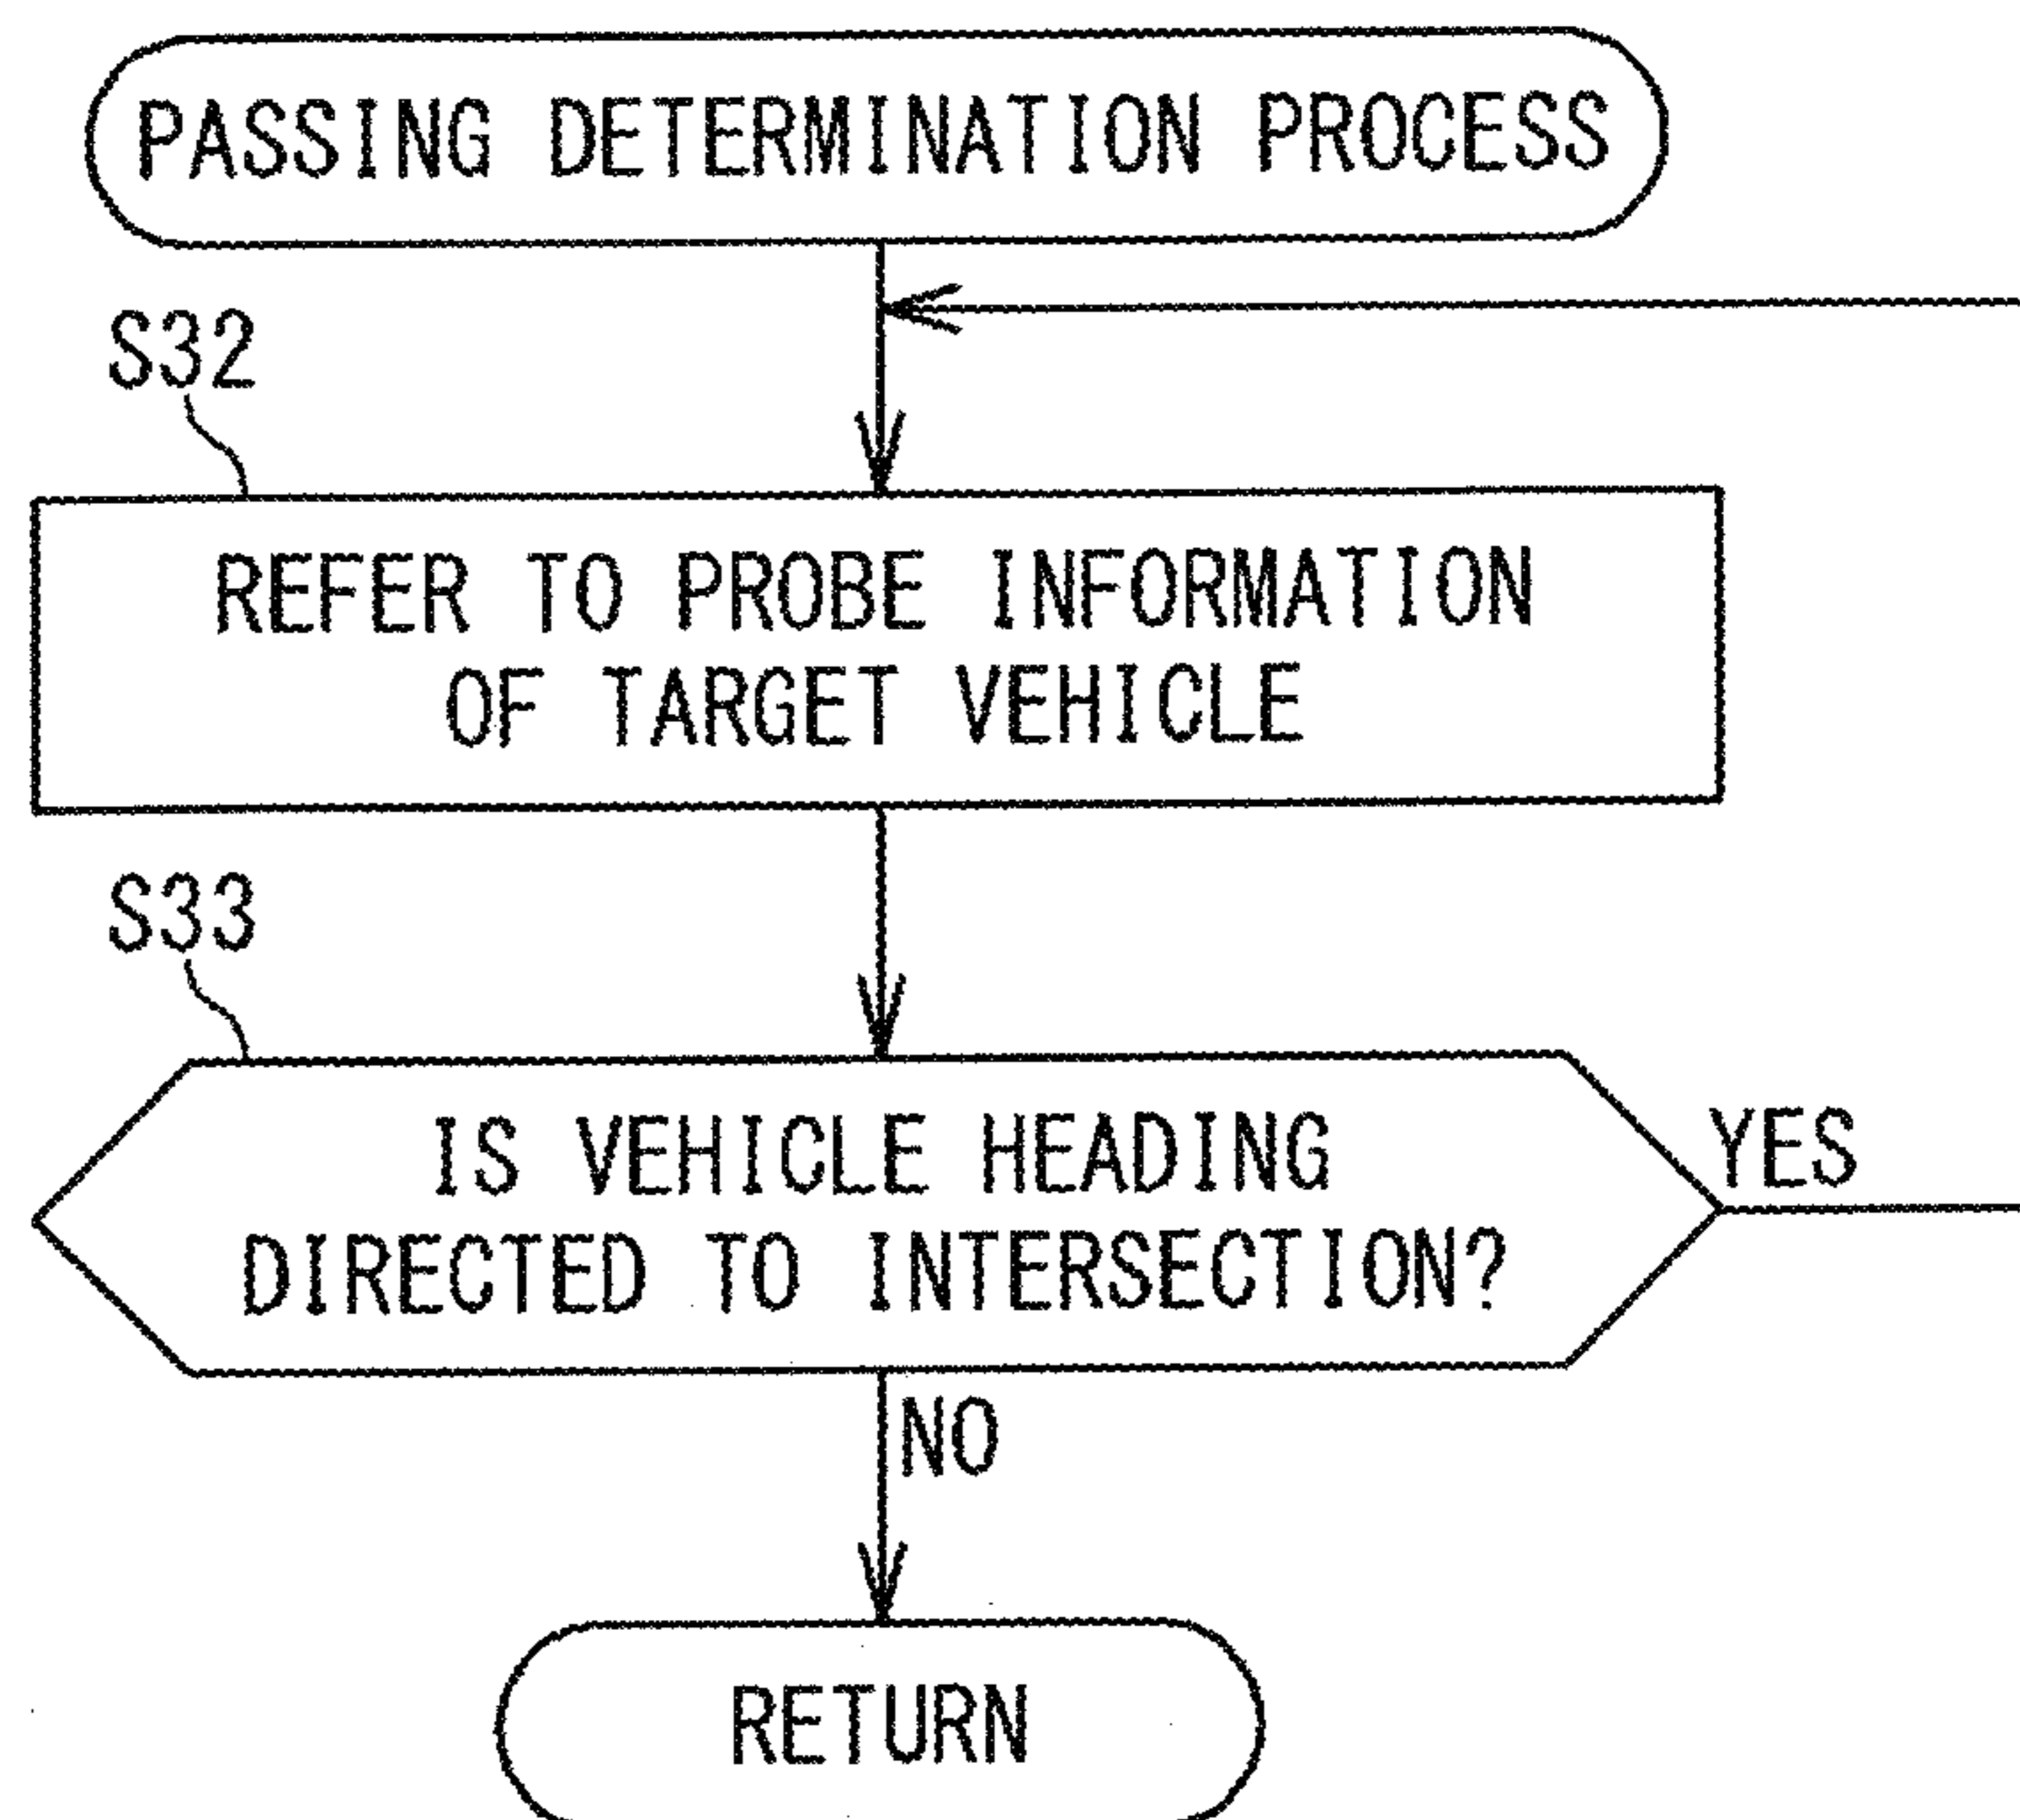 PASSING DETERMINATION PROCESS
S32
REFER TO PROBE INFORMATION
OF TARGET VEHICLE
S33
IS VEHICLE HEADING
DIRECTED TO INTERSECTION?
YES
NO
RETURN